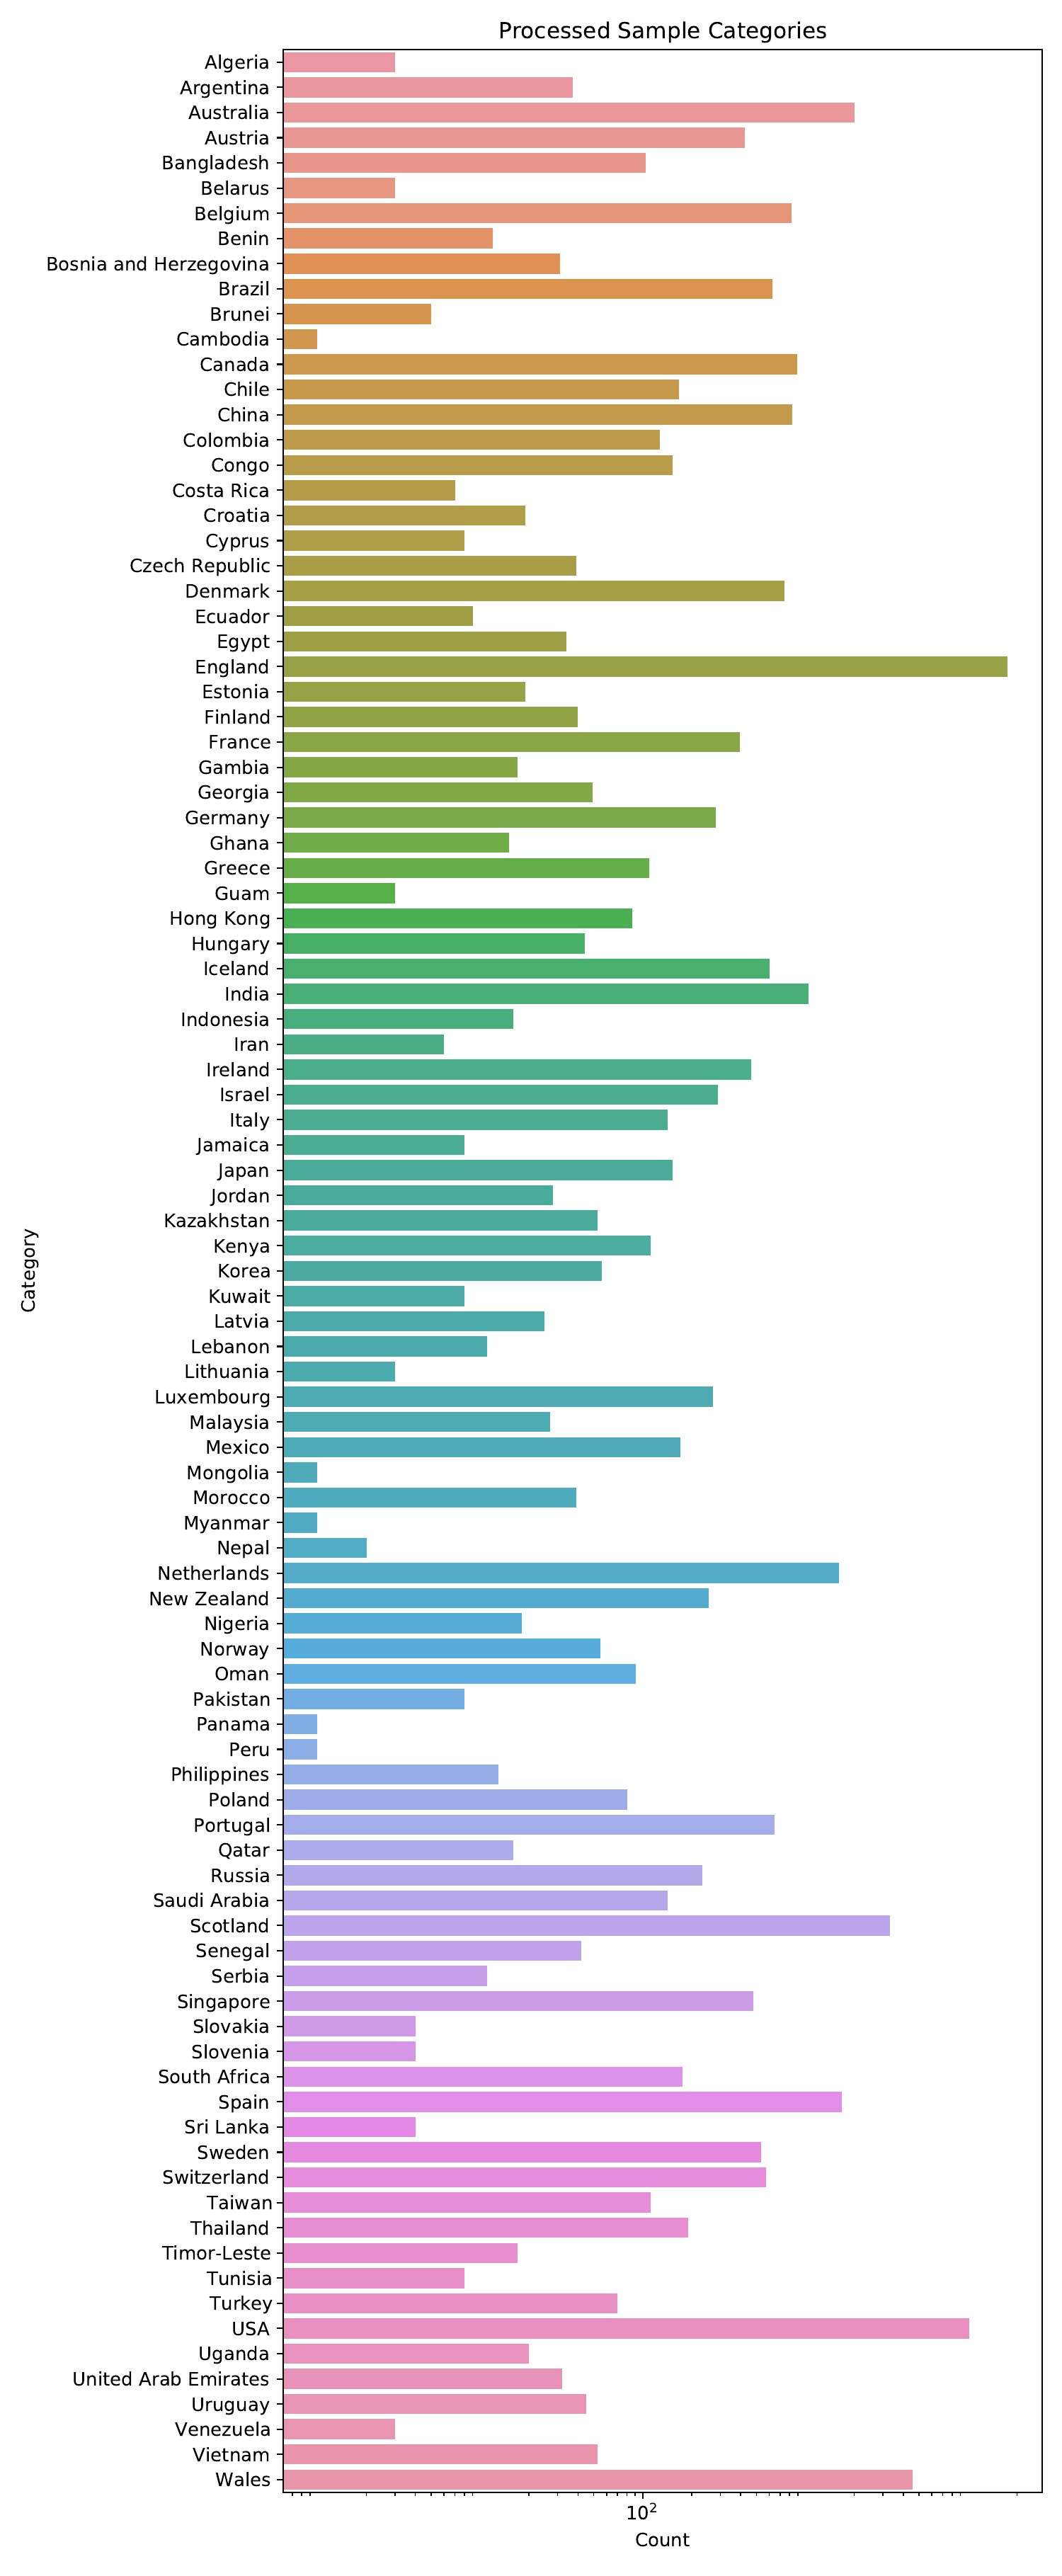 Processed Sample Categories
Algeria
Argentina
Australia
Austria
Bangladesh
Belarus
Belgium
Benin
Bosnia and Herzegovina
Brazil
Brunei
Cambodia
Canada
Chile
China
Colombia
Congo
Costa Rica
Croatia
Cyprus
Czech Republic
Denmark
Ecuador
Egypt
England
Estonia
Finland
France
Gambia
Georgia
Germany
Ghana
Greece
Guam
Hong Kong
Hungary
Iceland
India
Indonesia
Iran
Ireland
Israel
Italy
Jamaica
Japan
Jordan
Kazakhstan
Kenya
Korea
Kuwait
Latvia
Lebanon
Lithuania
Luxembourg
Malaysia
Mexico
Mongolia
Morocco
Myanmar
Nepal
Netherlands
New Zealand
Nigeria
Norway
Oman
Pakistan
Panama
Peru
Philippines
Poland
Portugal
Qatar
Russia
Saudi Arabia
Scotland
Senegal
Serbia
Singapore
Slovakia
Slovenia
South Africa
Spain
Sri Lanka
Sweden
Switzerland
Taiwan
Thailand
Timor-Leste
Tunisia
Turkey
USA
Uganda
United Arab Emirates
Uruguay
Venezuela
Vietnam
Wales
Category
10²
Count